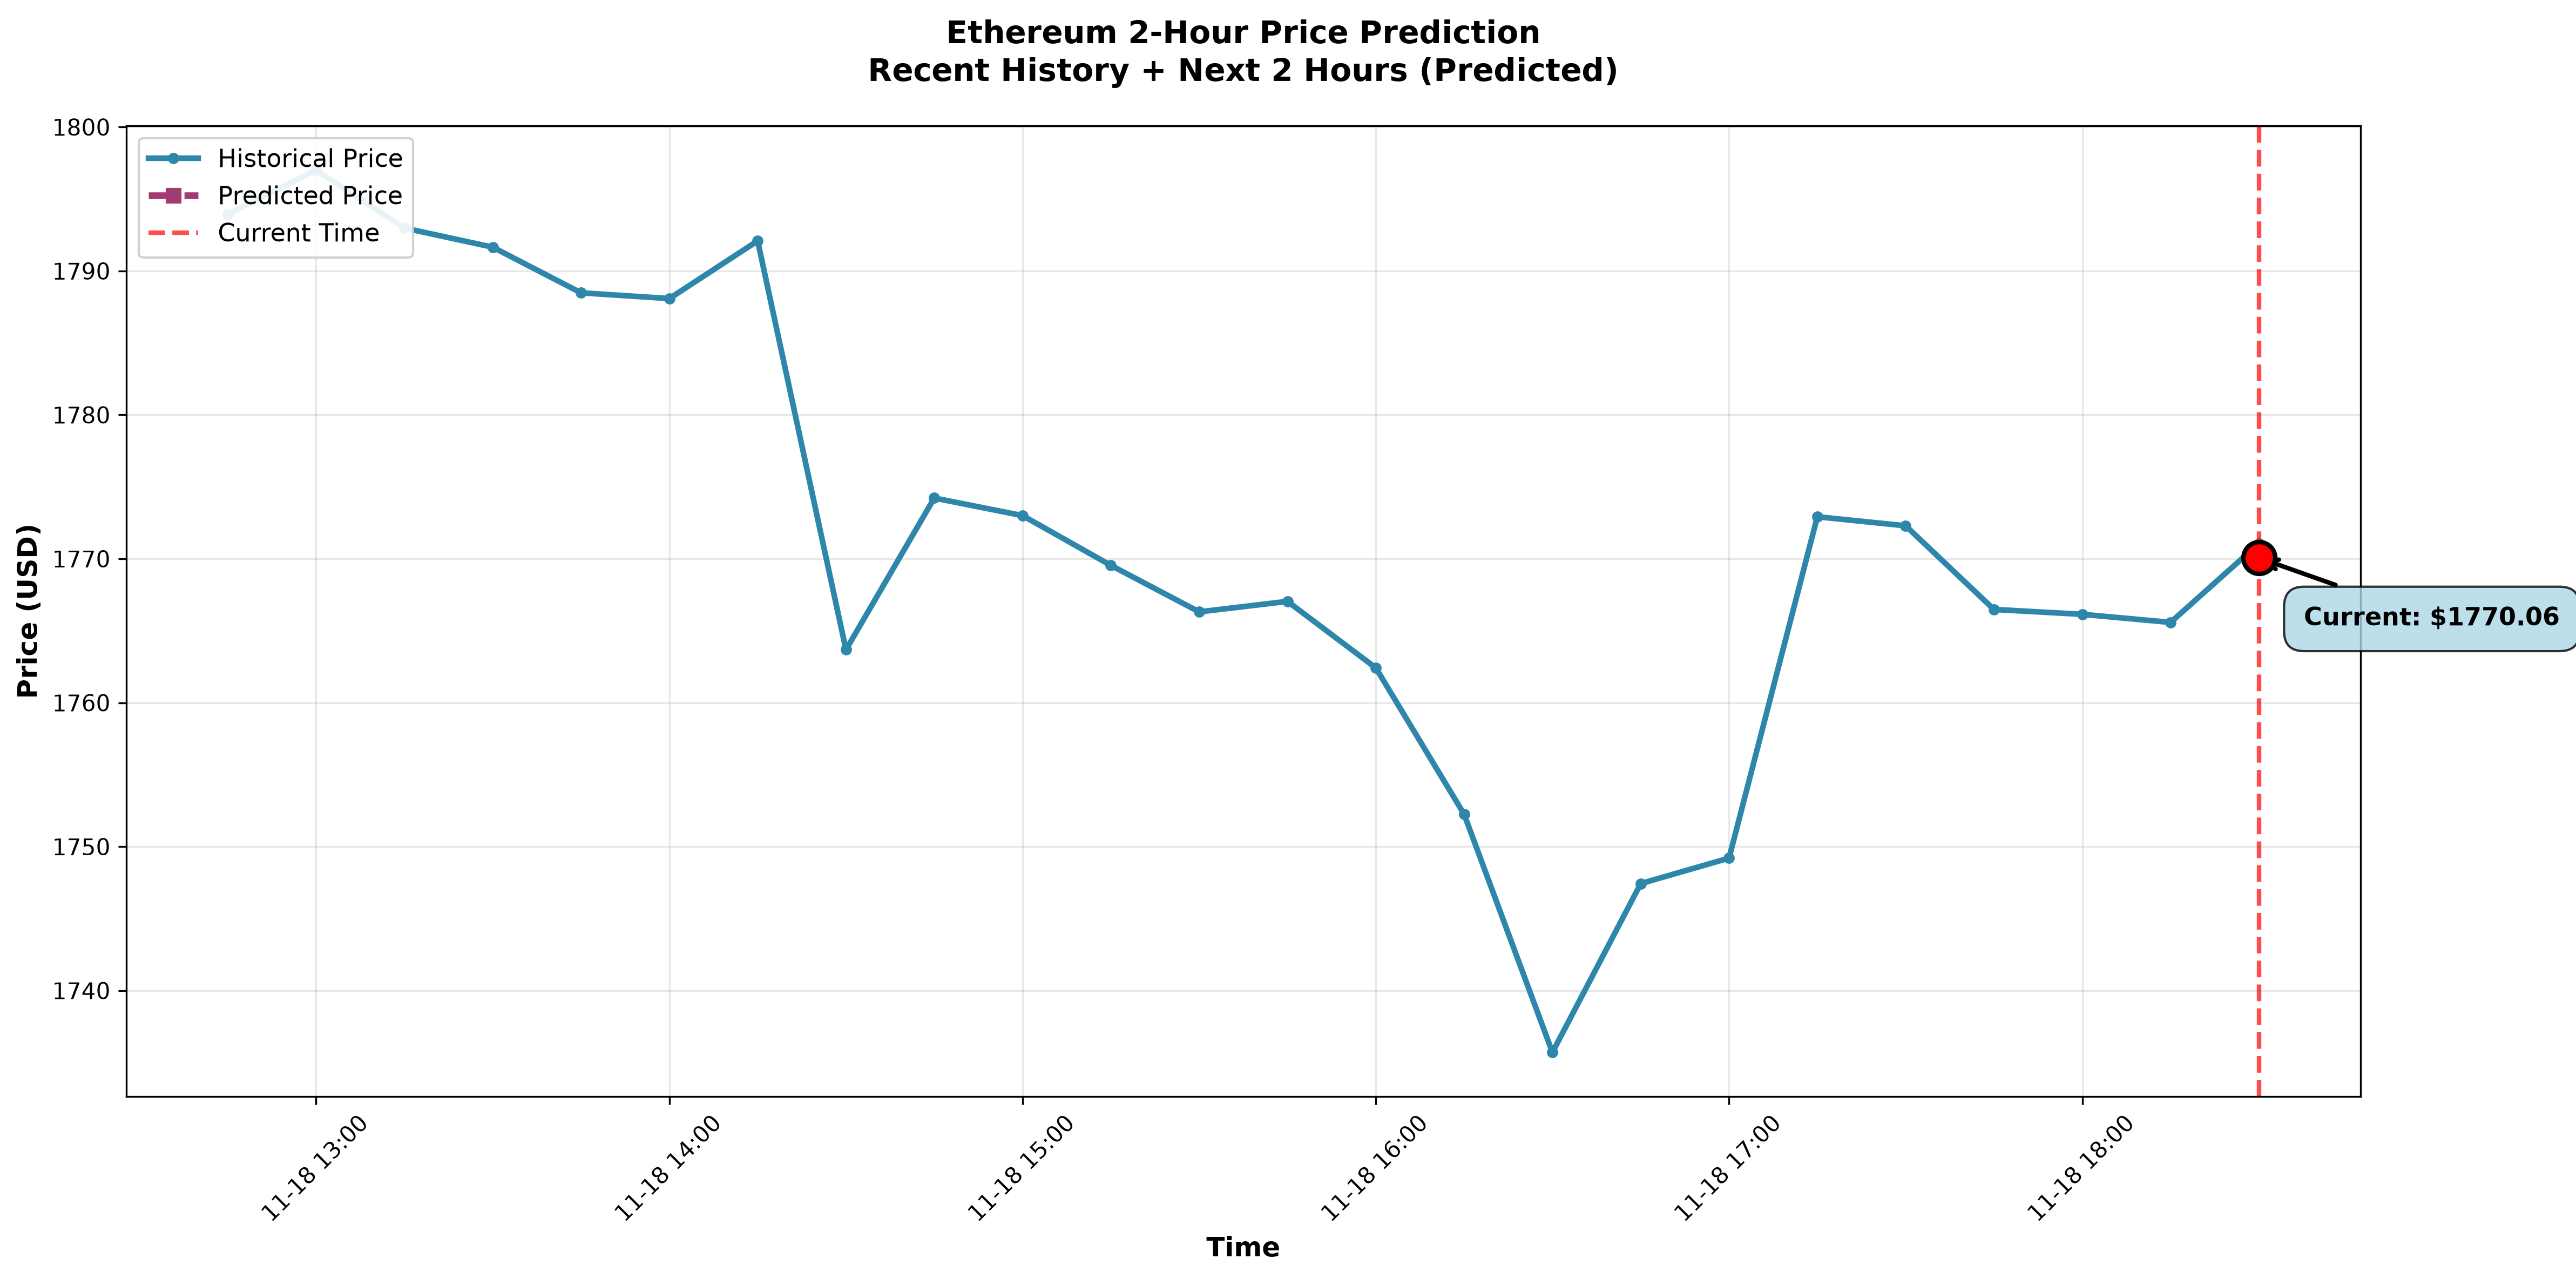 Ethereum 2-Hour Price Prediction
Recent History + Next 2 Hours (Predicted)
Historical Price
Predicted Price
Current Time
Price (USD)
1800
1790
1780
1770
1760
1750
1740
Current: $1770.06
11-18 13:00
11-18 14:00
11-18 15:00
11-18 16:00
11-18 17:00
11-18 18:00
Time